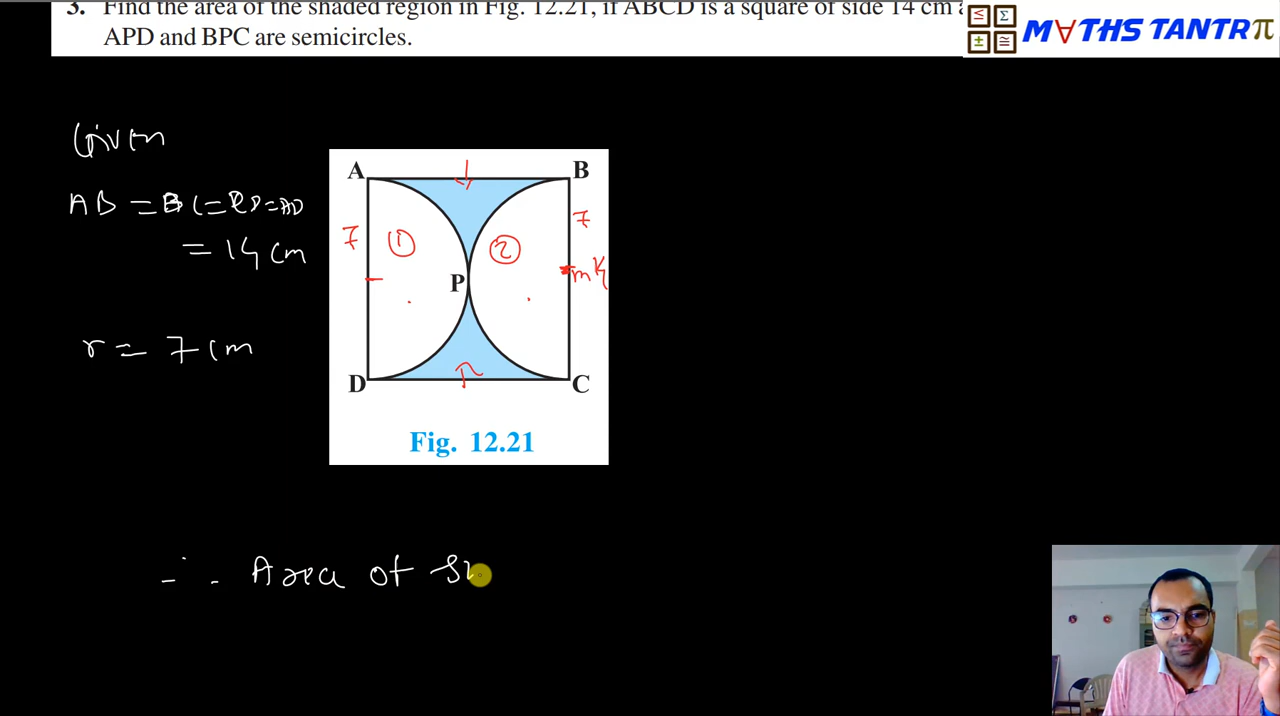 3. Find the area of the shaded region in Fig. 12.21, if ABCD is a square of side 14 cm a
APD and BPC are semicircles.
≤ Σ ± ≅ M∀THS TANTRπ
Given
AB = BC = CD = AD
= 14 cm
r = 7 cm
A B
7 ① ② 7
P
D C
Fig. 12.21
∴ Area of S